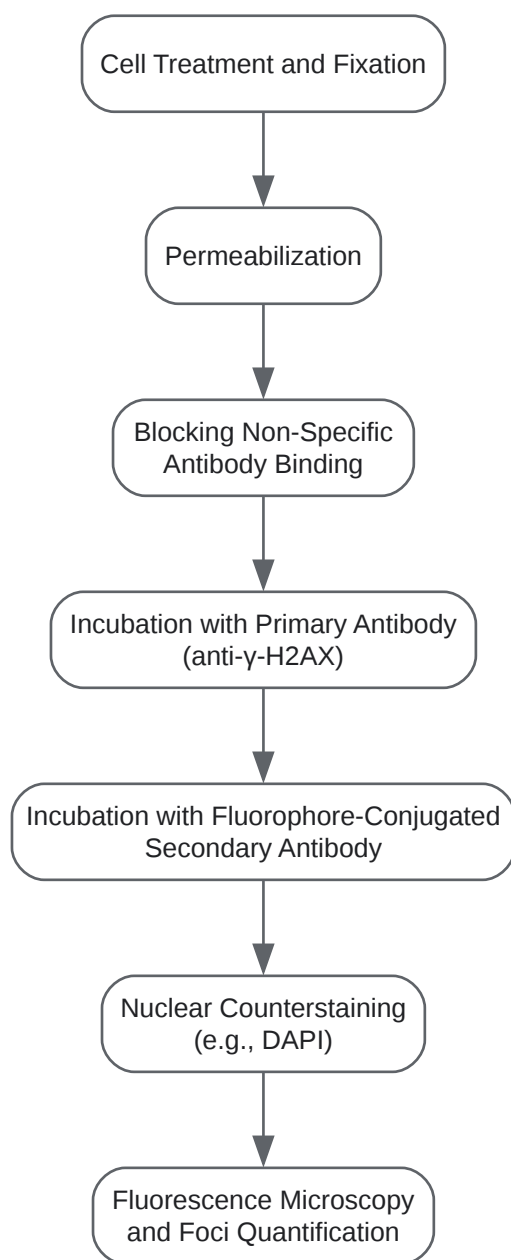 Cell Treatment and Fixation
Permeabilization
Blocking Non-Specific
Antibody Binding
Incubation with Primary Antibody
(anti-γ-H2AX)
Incubation with Fluorophore-Conjugated
Secondary Antibody
Nuclear Counterstaining
(e.g., DAPI)
Fluorescence Microscopy
and Foci Quantification